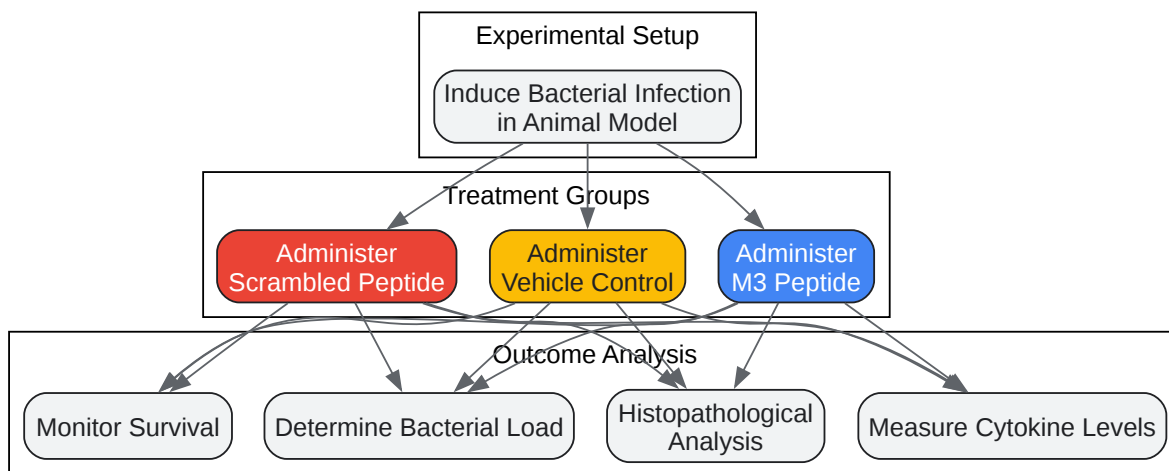 Experimental Setup
Induce Bacterial Infection
in Animal Model
Treatment Groups
Administer
Scrambled Peptide
Administer
Vehicle Control
Administer
M3 Peptide
Outcome Analysis
Monitor Survival
Determine Bacterial Load
Histopathological
Analysis
Measure Cytokine Levels